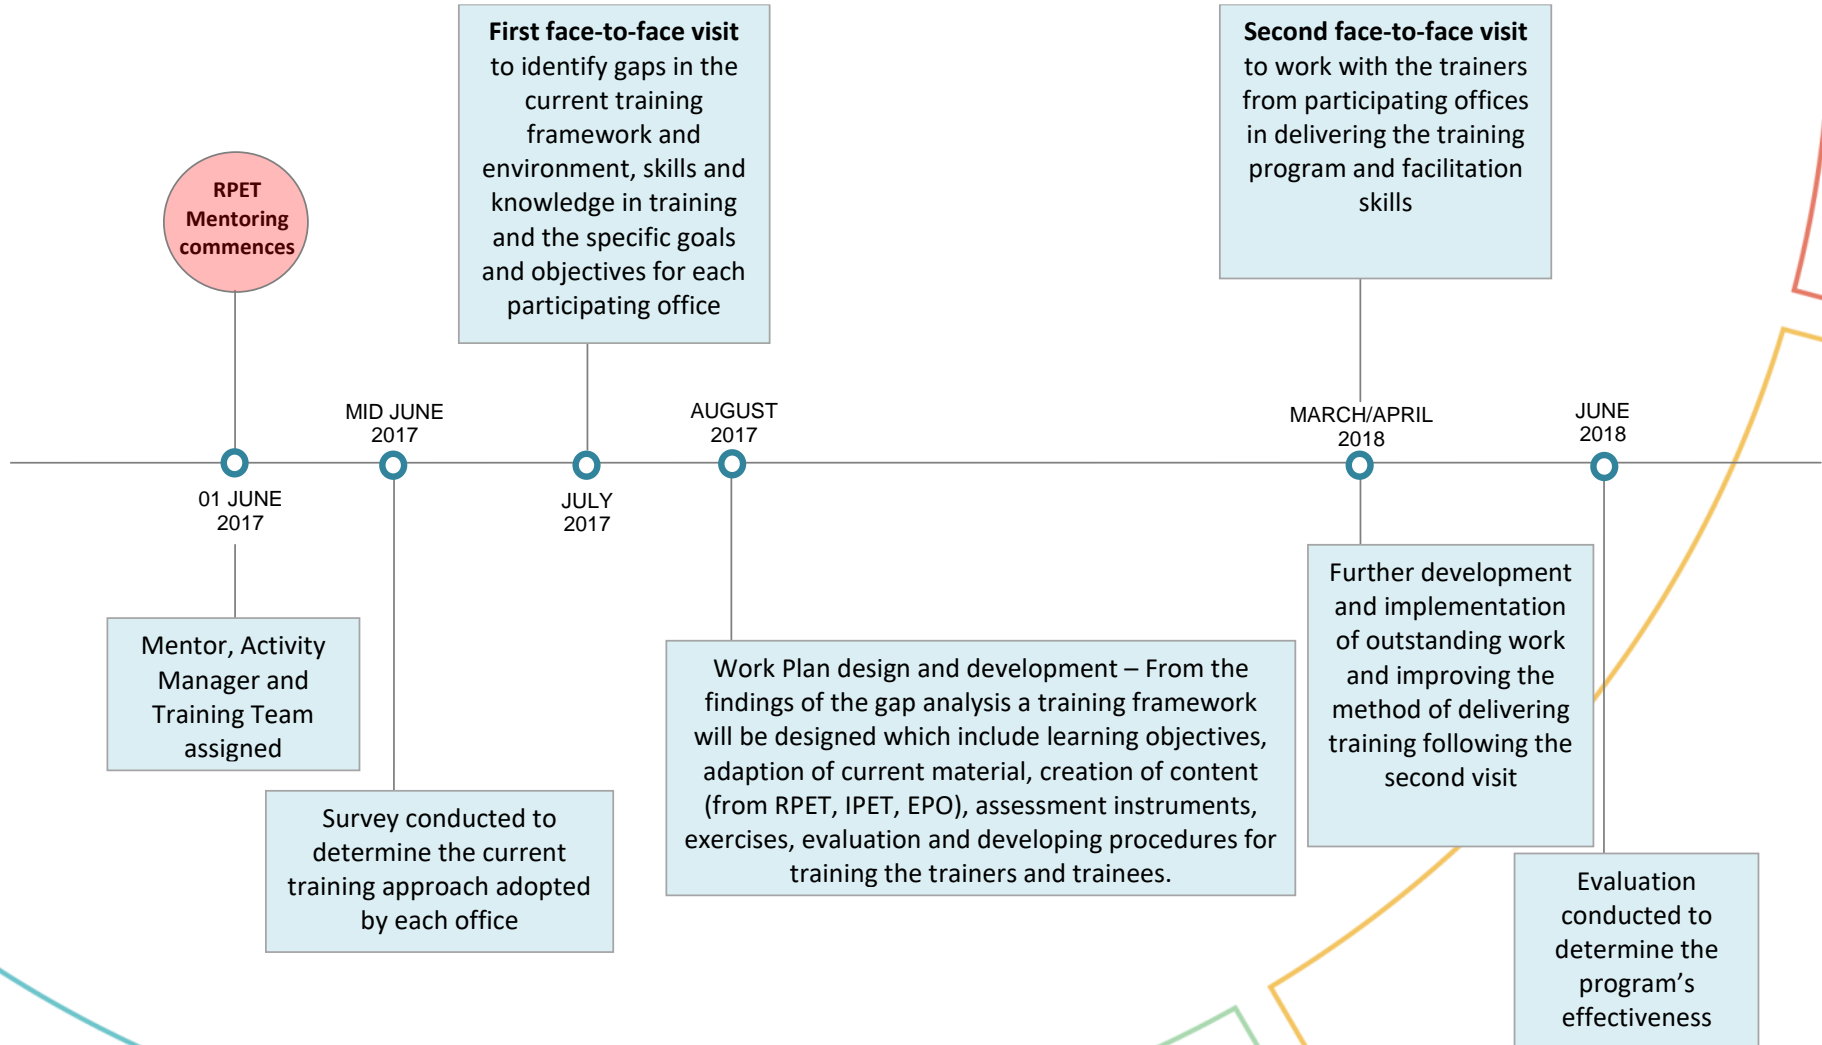 First face-to-face visit
to identify gaps in the
current training
framework and
environment, skills and
knowledge in training
and the specific goals
and objectives for each
participating office
Second face-to-face visit
to work with the trainers
from participating offices
in delivering the training
program and facilitation
skills
RPET
Mentoring
commences
MID JUNE
2017
AUGUST
2017
MARCH/APRIL
2018
JUNE
2018
01 JUNE
2017
JULY
2017
Mentor, Activity
Manager and
Training Team
assigned
Survey conducted to
determine the current
training approach adopted
by each office
Work Plan design and development – From the
findings of the gap analysis a training framework
will be designed which include learning objectives,
adaption of current material, creation of content
(from RPET, IPET, EPO), assessment instruments,
exercises, evaluation and developing procedures for
training the trainers and trainees.
Further development
and implementation
of outstanding work
and improving the
method of delivering
training following the
second visit
Evaluation
conducted to
determine the
program’s
effectiveness